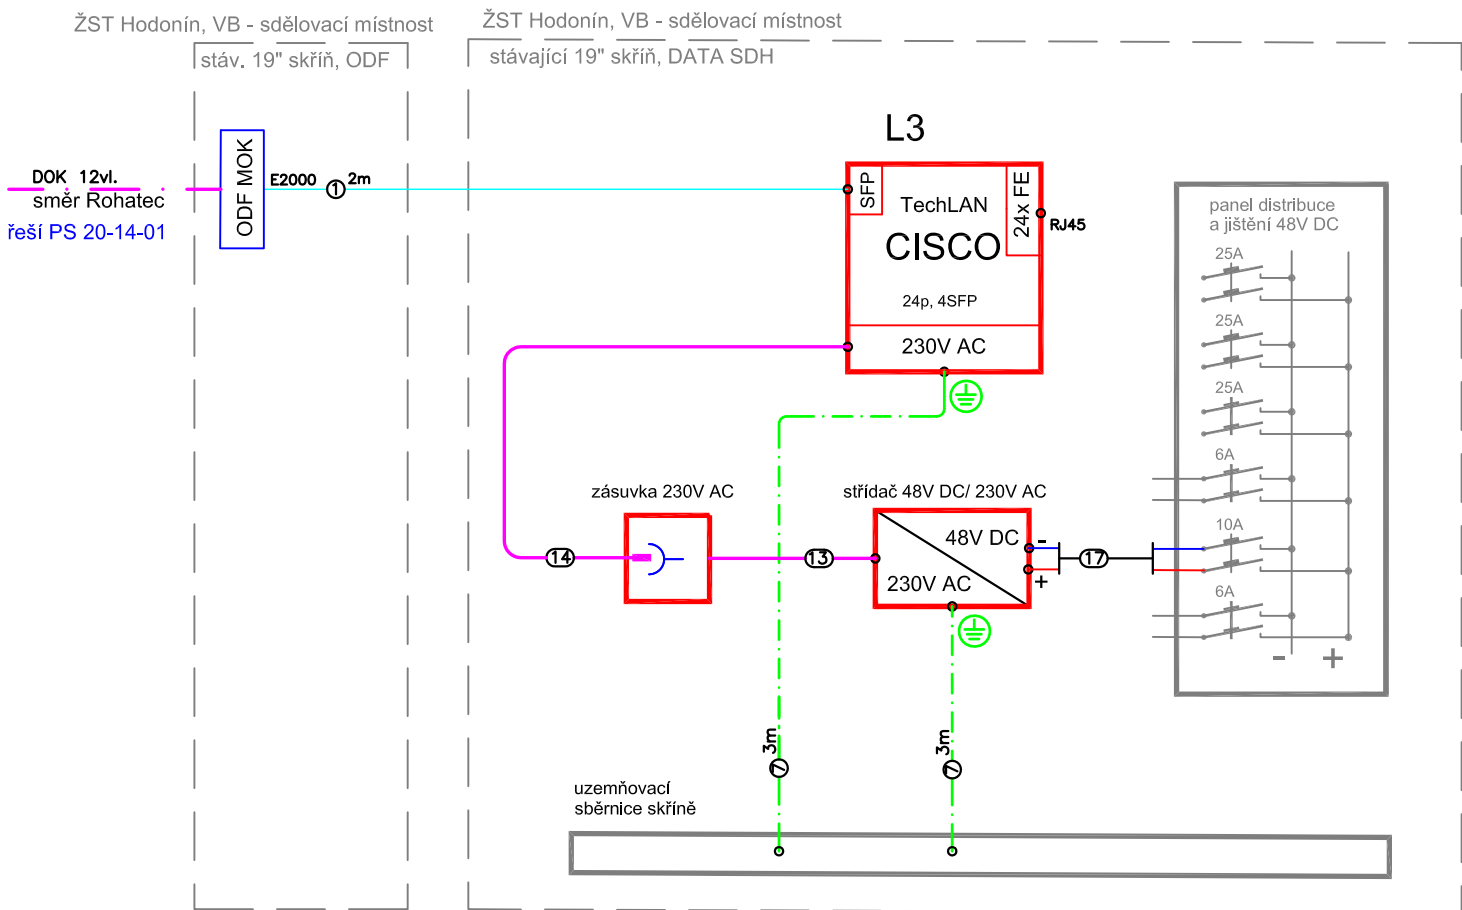 ŽST Hodonín, VB - sdělovací místnost
stáv. 19" skříň, ODF
ŽST Hodonín, VB - sdělovací místnost
stávající 19" skříň, DATA SDH
DOK 12vl.
směr Rohatec
řeší PS 20-14-01
ODF MOK
E2000
1
2m
L3
SFP
24x FE
TechLAN
CISCO
24p, 4SFP
230V AC
RJ45
panel distribuce
a jištění 48V DC
25A
25A
25A
6A
10A
6A
- +
zásuvka 230V AC
14
13
střídač 48V DC/ 230V AC
48V DC
230V AC
-
+
17
7
3m
7
3m
uzemňovací
sběrnice skříně